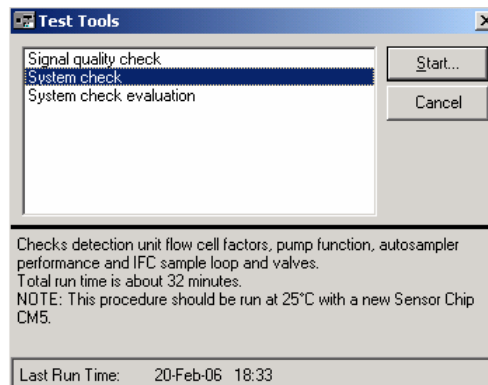 Test Tools
Signal quality check
System check
System check evaluation
Start...
Cancel
Checks detection unit flow cell factors, pump function, autosampler
performance and IFC sample loop and valves.
Total run time is about 32 minutes.
NOTE: This procedure should be run at 25°C with a new Sensor Chip
CM5.
Last Run Time: 20-Feb-06 18:33